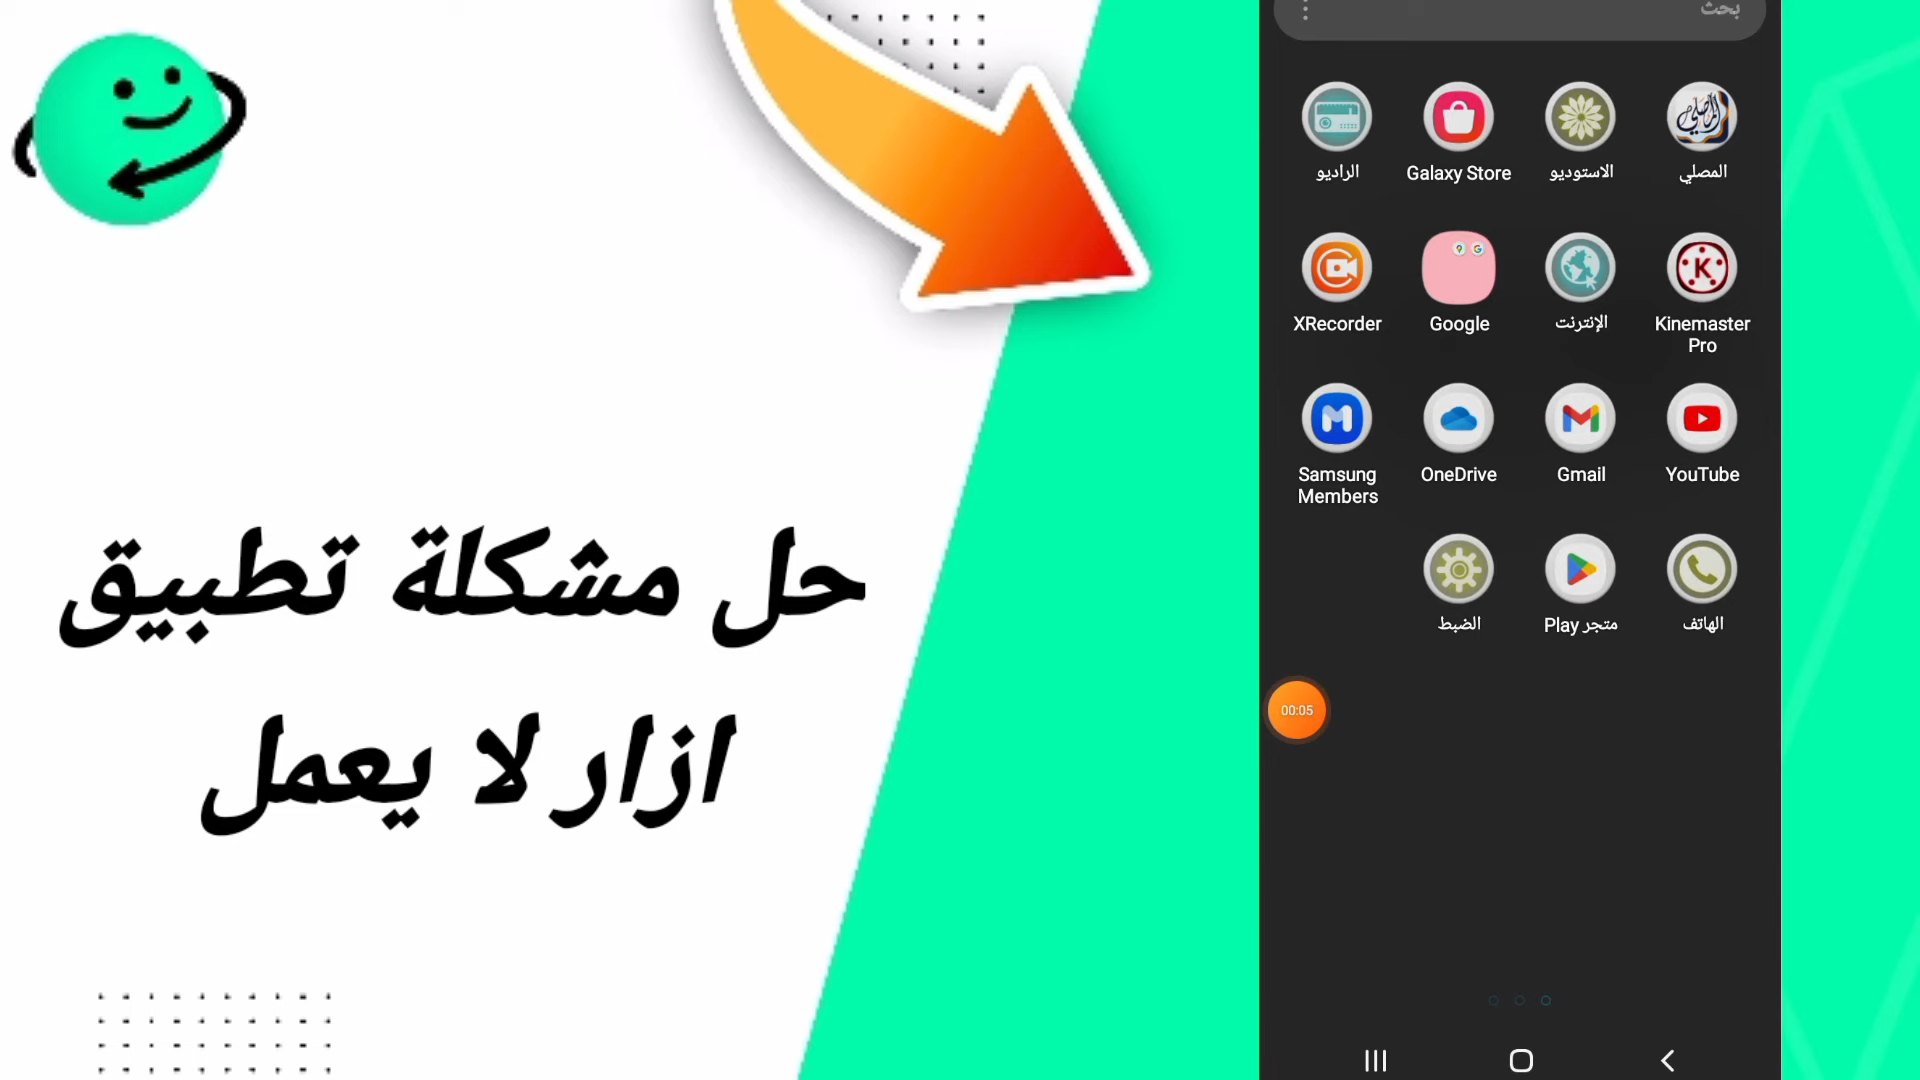 حل مشكلة تطبيق
ازار لا يعمل
بحث
المصلي
الاستوديو
Galaxy Store
الراديو
Kinemaster Pro
الإنترنت
Google
XRecorder
YouTube
Gmail
OneDrive
Samsung Members
الهاتف
متجر Play
الضبط
00:05